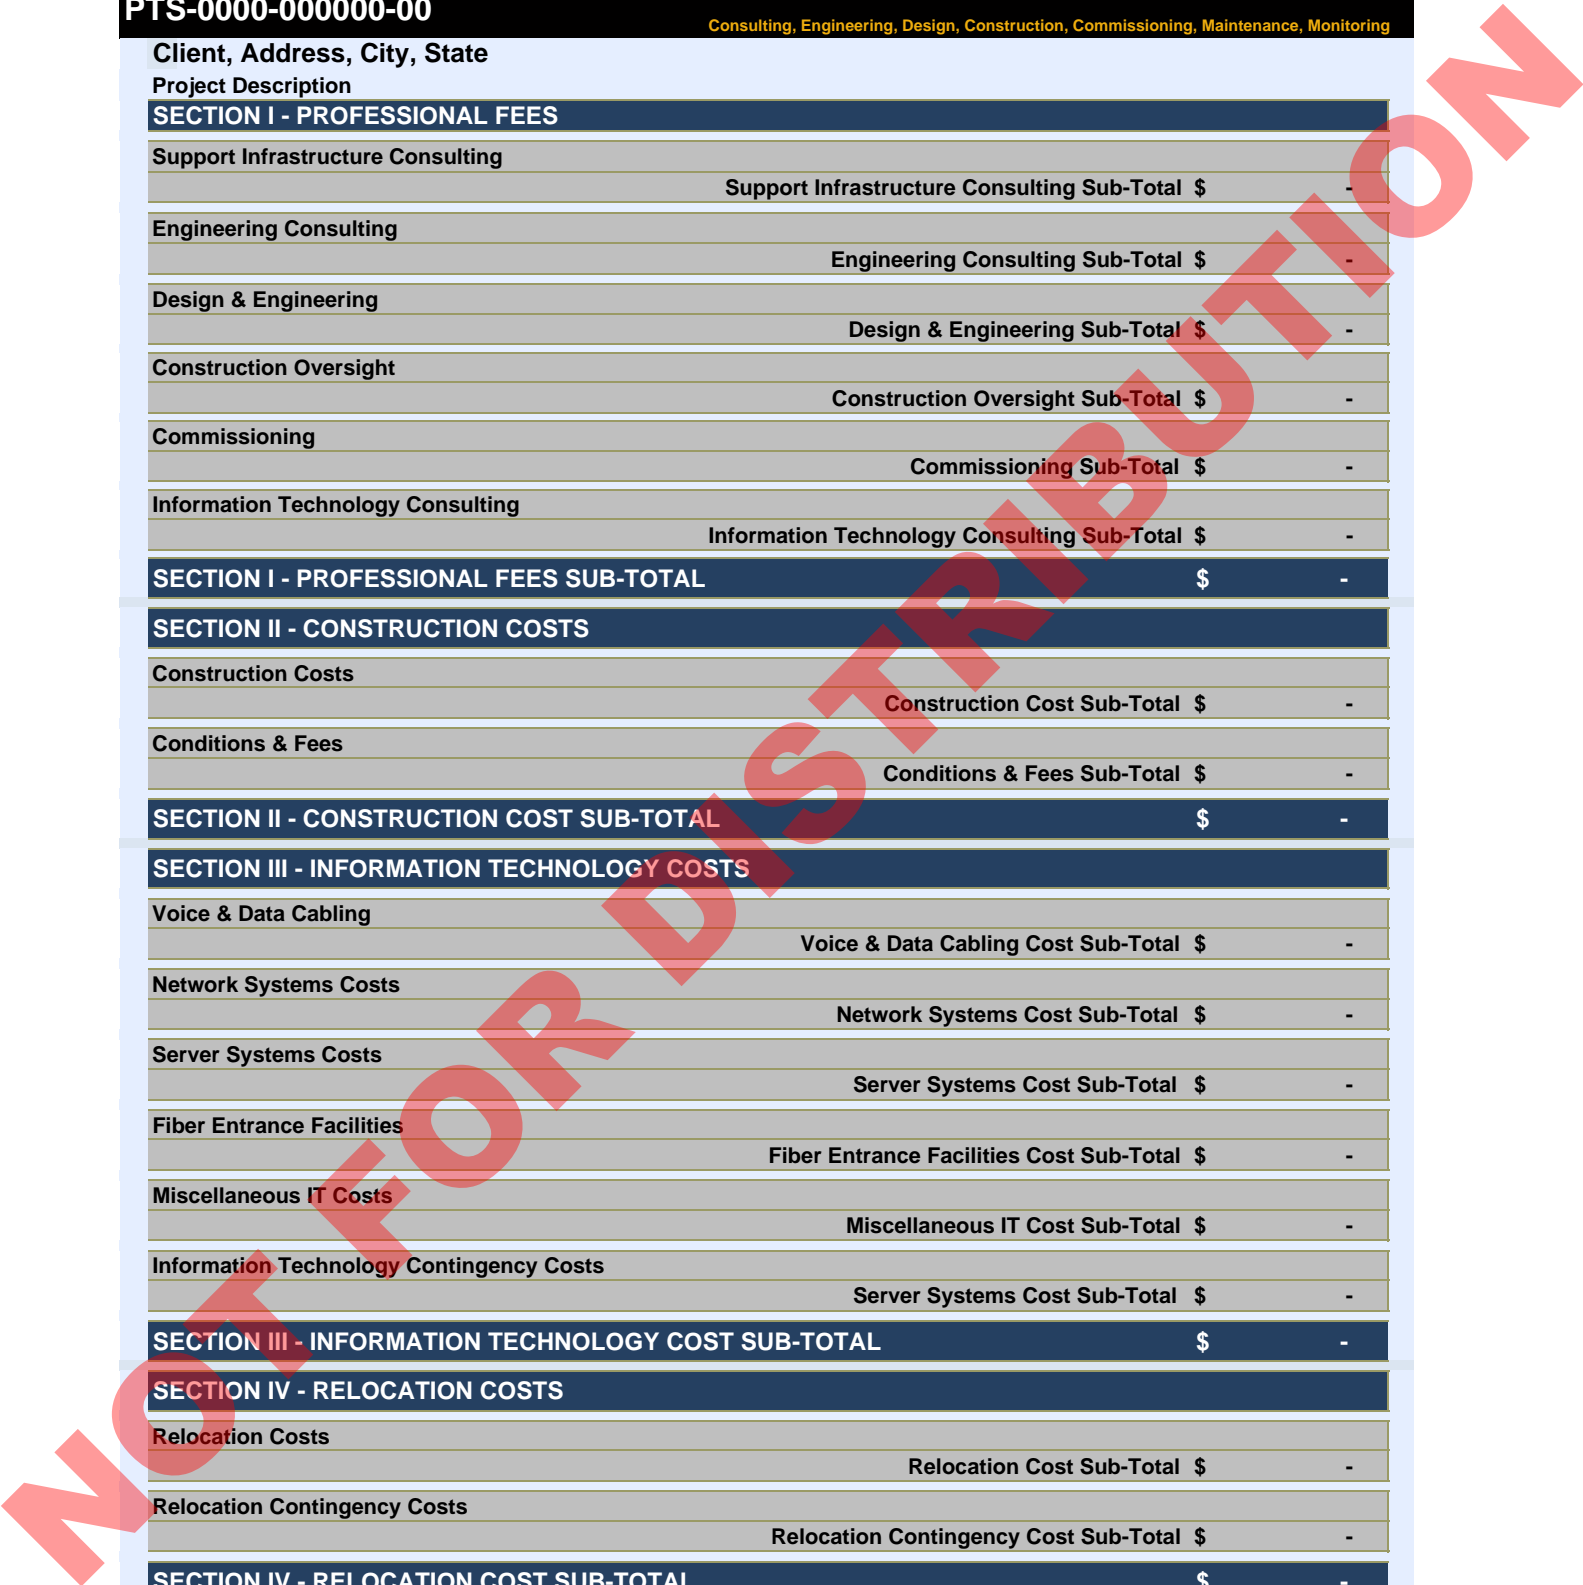 PTS-0000-000000-00
Consulting, Engineering, Design, Construction, Commissioning, Maintenance, Monitoring
Client, Address, City, State
Project Description
SECTION I - PROFESSIONAL FEES
Support Infrastructure Consulting
Support Infrastructure Consulting Sub-Total $ -
Engineering Consulting
Engineering Consulting Sub-Total $ -
Design & Engineering
Design & Engineering Sub-Total $ -
Construction Oversight
Construction Oversight Sub-Total $ -
Commissioning
Commissioning Sub-Total $ -
Information Technology Consulting
Information Technology Consulting Sub-Total $ -
SECTION I - PROFESSIONAL FEES SUB-TOTAL $ -
SECTION II - CONSTRUCTION COSTS
Construction Costs
Construction Cost Sub-Total $ -
Conditions & Fees
Conditions & Fees Sub-Total $ -
SECTION II - CONSTRUCTION COST SUB-TOTAL $ -
SECTION III - INFORMATION TECHNOLOGY COSTS
Voice & Data Cabling
Voice & Data Cabling Cost Sub-Total $ -
Network Systems Costs
Network Systems Cost Sub-Total $ -
Server Systems Costs
Server Systems Cost Sub-Total $ -
Fiber Entrance Facilities
Fiber Entrance Facilities Cost Sub-Total $ -
Miscellaneous IT Costs
Miscellaneous IT Cost Sub-Total $ -
Information Technology Contingency Costs
Server Systems Cost Sub-Total $ -
SECTION III - INFORMATION TECHNOLOGY COST SUB-TOTAL $ -
SECTION IV - RELOCATION COSTS
Relocation Costs
Relocation Cost Sub-Total $ -
Relocation Contingency Costs
Relocation Contingency Cost Sub-Total $ -
SECTION IV - RELOCATION COST SUB-TOTAL $ -
NOT FOR DISTRIBUTION